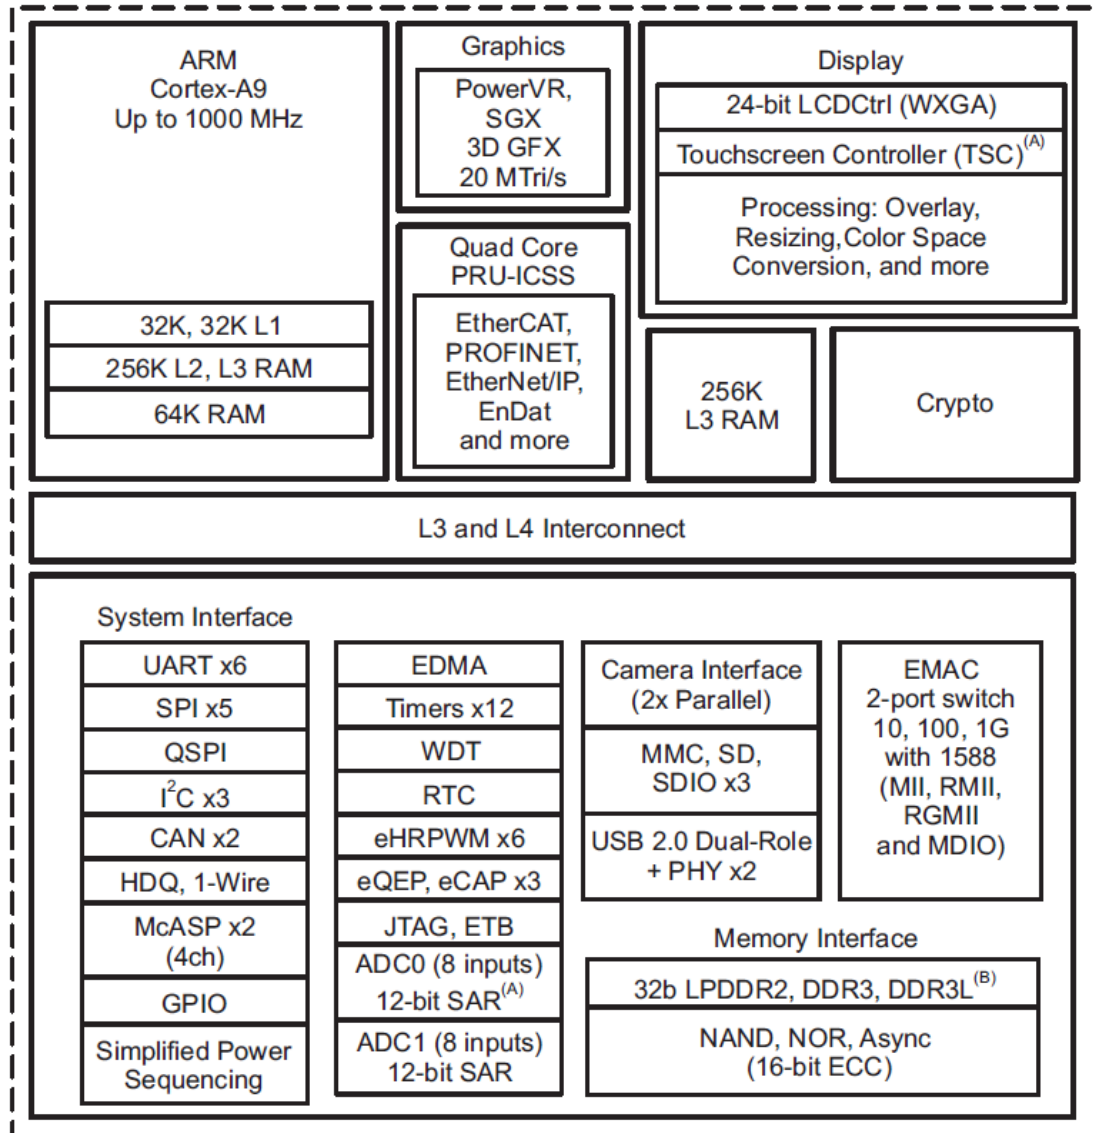 ARM
Cortex-A9
Up to 1000 MHz
32K, 32K L1
256K L2, L3 RAM
64K RAM
Graphics
PowerVR,
SGX
3D GFX
20 MTri/s
Quad Core
PRU-ICSS
EtherCAT,
PROFINET,
EtherNet/IP,
EnDat
and more
Display
24-bit LCDCtrl (WXGA)
Touchscreen Controller (TSC)(A)
Processing: Overlay,
Resizing,Color Space
Conversion, and more
256K
L3 RAM
Crypto
L3 and L4 Interconnect
System Interface
UART x6
SPI x5
QSPI
I2C x3
CAN x2
HDQ, 1-Wire
McASP x2
(4ch)
GPIO
Simplified Power
Sequencing
EDMA
Timers x12
WDT
RTC
eHRPWM x6
eQEP, eCAP x3
JTAG, ETB
ADC0 (8 inputs)
12-bit SAR(A)
ADC1 (8 inputs)
12-bit SAR
Camera Interface
(2x Parallel)
MMC, SD,
SDIO x3
USB 2.0 Dual-Role
+ PHY x2
EMAC
2-port switch
10, 100, 1G
with 1588
(MII, RMII,
RGMII
and MDIO)
Memory Interface
32b LPDDR2, DDR3, DDR3L(B)
NAND, NOR, Async
(16-bit ECC)